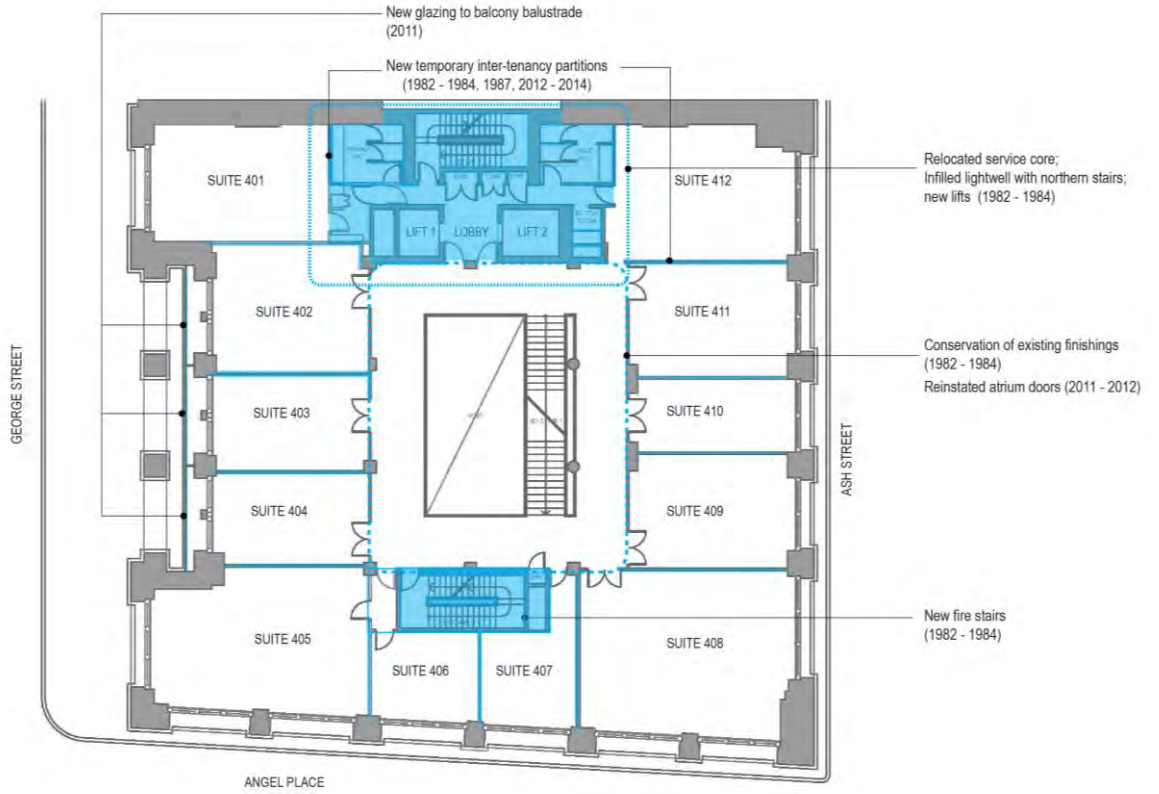 New glazing to balcony balustrade
(2011)
New temporary inter-tenancy partitions
(1982 - 1984, 1987, 2012 - 2014)
Relocated service core;
Infilled lightwell with northern stairs;
new lifts (1982 - 1984)
SUITE 401
SUITE 412
LIFT 1
LOBBY
LIFT 2
SUITE 402
SUITE 411
Conservation of existing finishings
(1982 - 1984)
Reinstated atrium doors (2011 - 2012)
GEORGE STREET
SUITE 403
SUITE 410
ASH STREET
SUITE 404
SUITE 409
New fire stairs
(1982 - 1984)
SUITE 405
SUITE 408
SUITE 406
SUITE 407
ANGEL PLACE